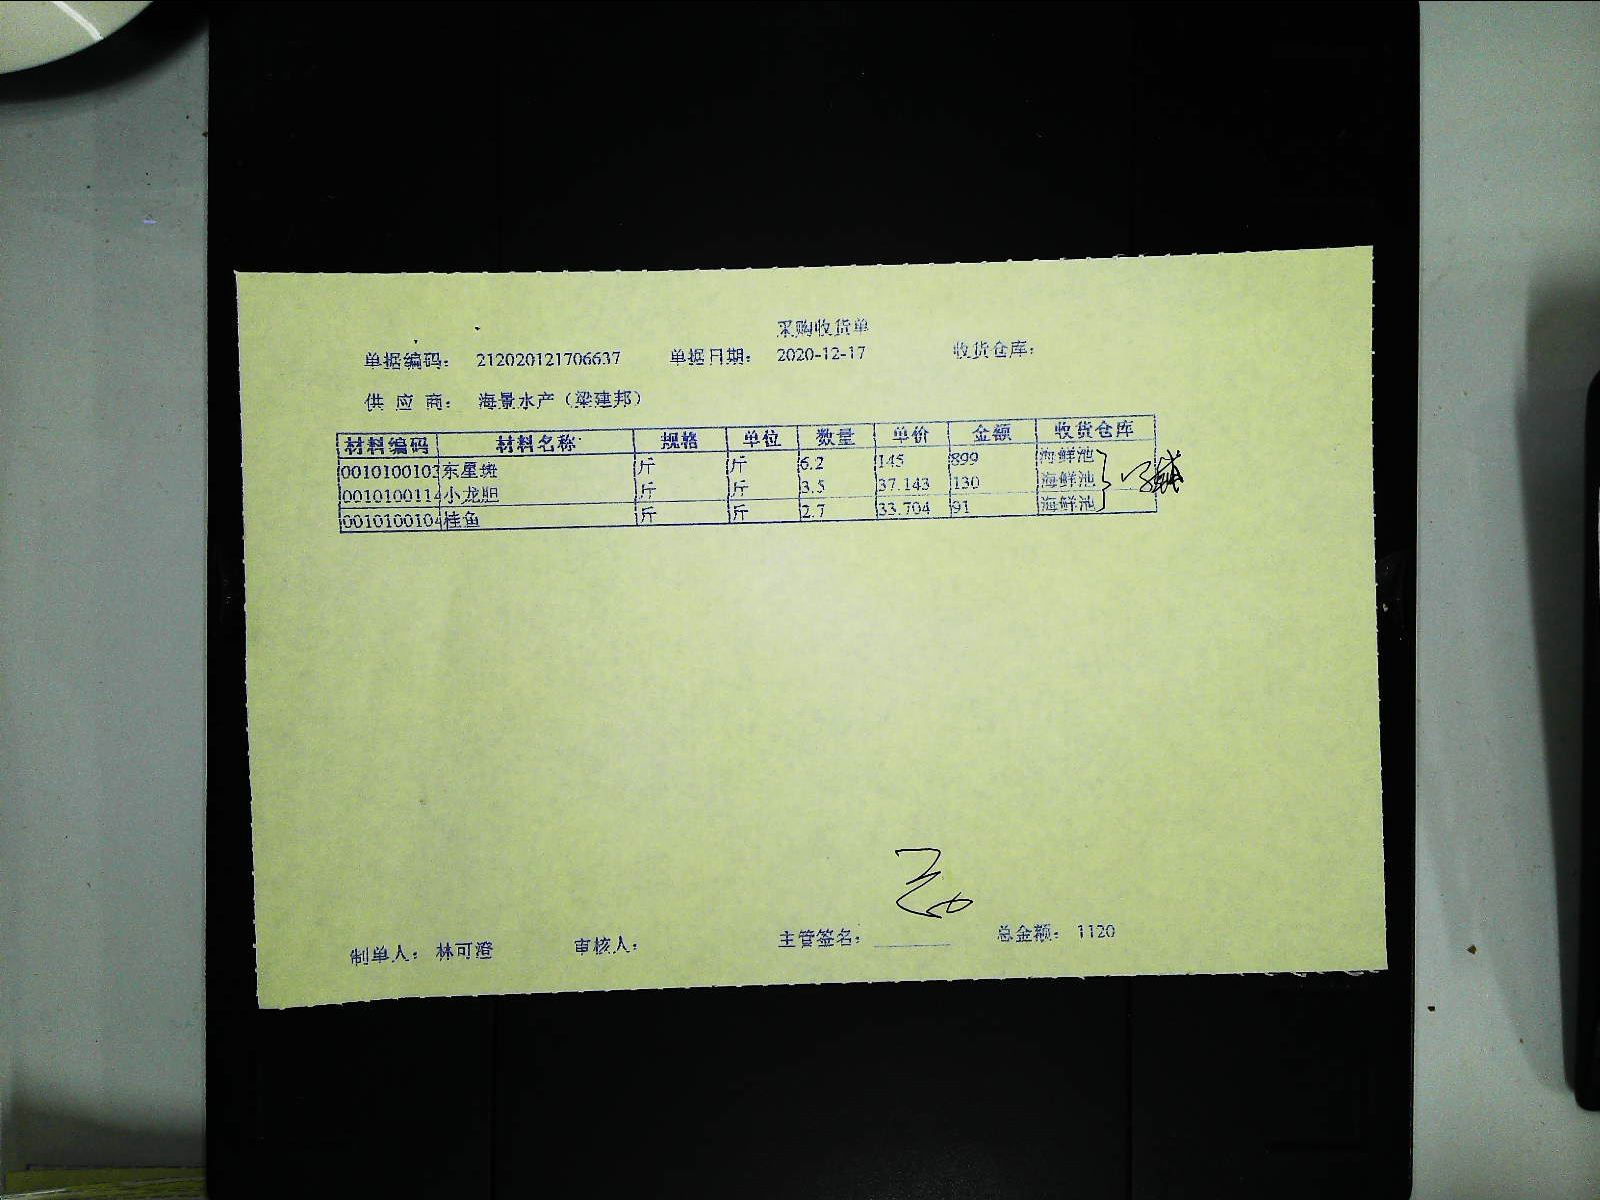 采购收货单
单据编码： 212020121706637 单据日期： 2020-12-17 收货仓库：
供 应 商： 海景水产（梁建邦）
材料编码 材料名称 规格 单位 数量 单价 金额 收货仓库
0010100103 东星斑 斤 斤 6.2 145 899 海鲜池
0010100114 小龙胆 斤 斤 3.5 37.143 130 海鲜池
0010100104 桂鱼 斤 斤 2.7 33.704 91 海鲜池
制单人： 林可澄 审核人： 主管签名： 总金额： 1120